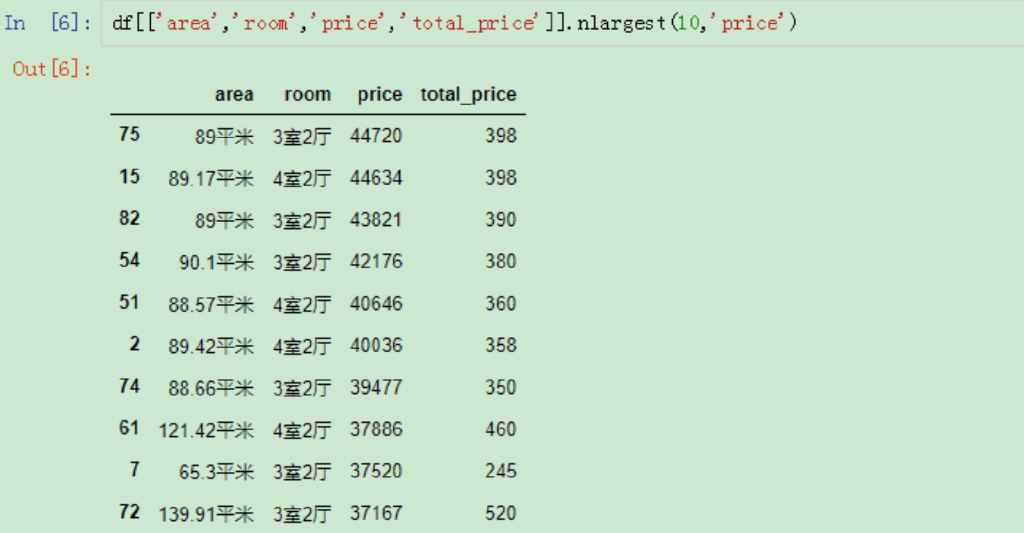 In [6]: df[['area','room','price','total_price']].nlargest(10,'price')
Out[6]:
area room price total_price
75 89平米 3室2厅 44720 398
15 89.17平米 4室2厅 44634 398
82 89平米 3室2厅 43821 390
54 90.1平米 3室2厅 42176 380
51 88.57平米 4室2厅 40646 360
2 89.42平米 4室2厅 40036 358
74 88.66平米 3室2厅 39477 350
61 121.42平米 4室2厅 37886 460
7 65.3平米 3室2厅 37520 245
72 139.91平米 3室2厅 37167 520